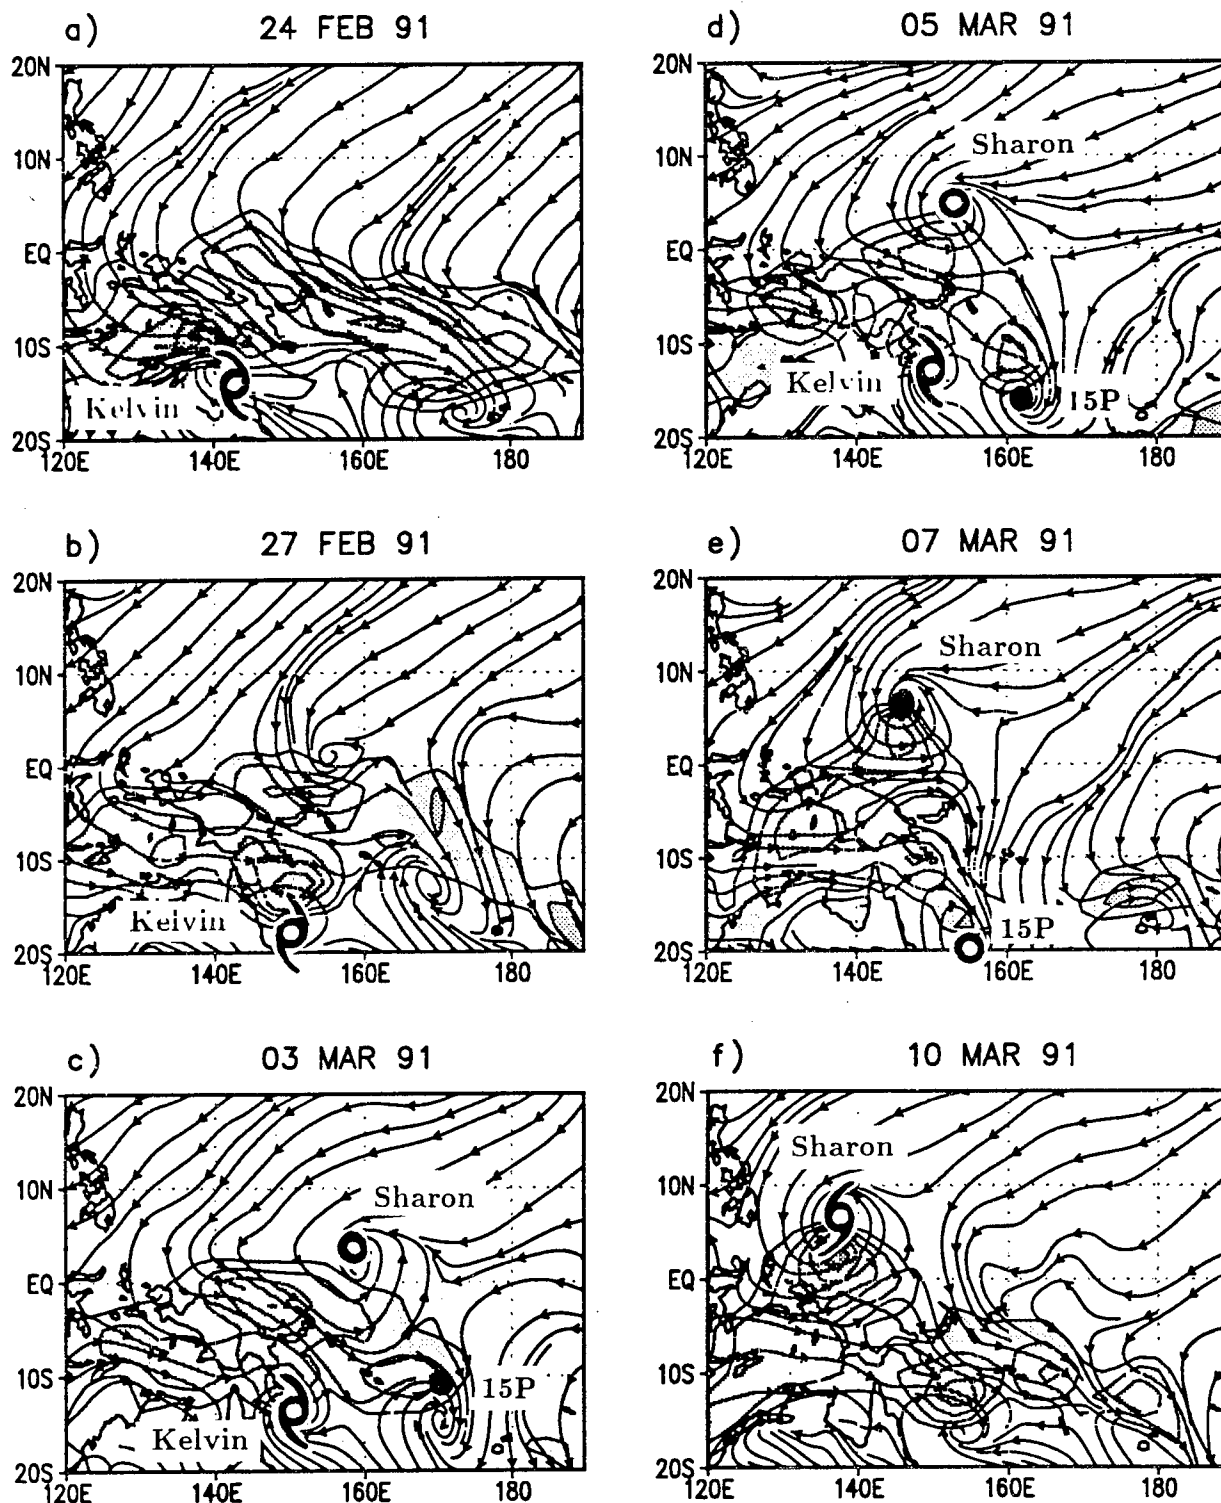 a) 24 FEB 91
20N
10N
EQ
10S
20S
Kelvin
120E 140E 160E 180
b) 27 FEB 91
20N
10N
EQ
10S
20S
Kelvin
120E 140E 160E 180
c) 03 MAR 91
20N
10N
EQ
10S
20S
Sharon
15P
Kelvin
120E 140E 160E 180
d) 05 MAR 91
20N
10N
EQ
10S
20S
Sharon
Kelvin
15P
120E 140E 160E 180
e) 07 MAR 91
20N
10N
EQ
10S
20S
Sharon
15P
120E 140E 160E 180
f) 10 MAR 91
20N
10N
EQ
10S
20S
Sharon
120E 140E 160E 180